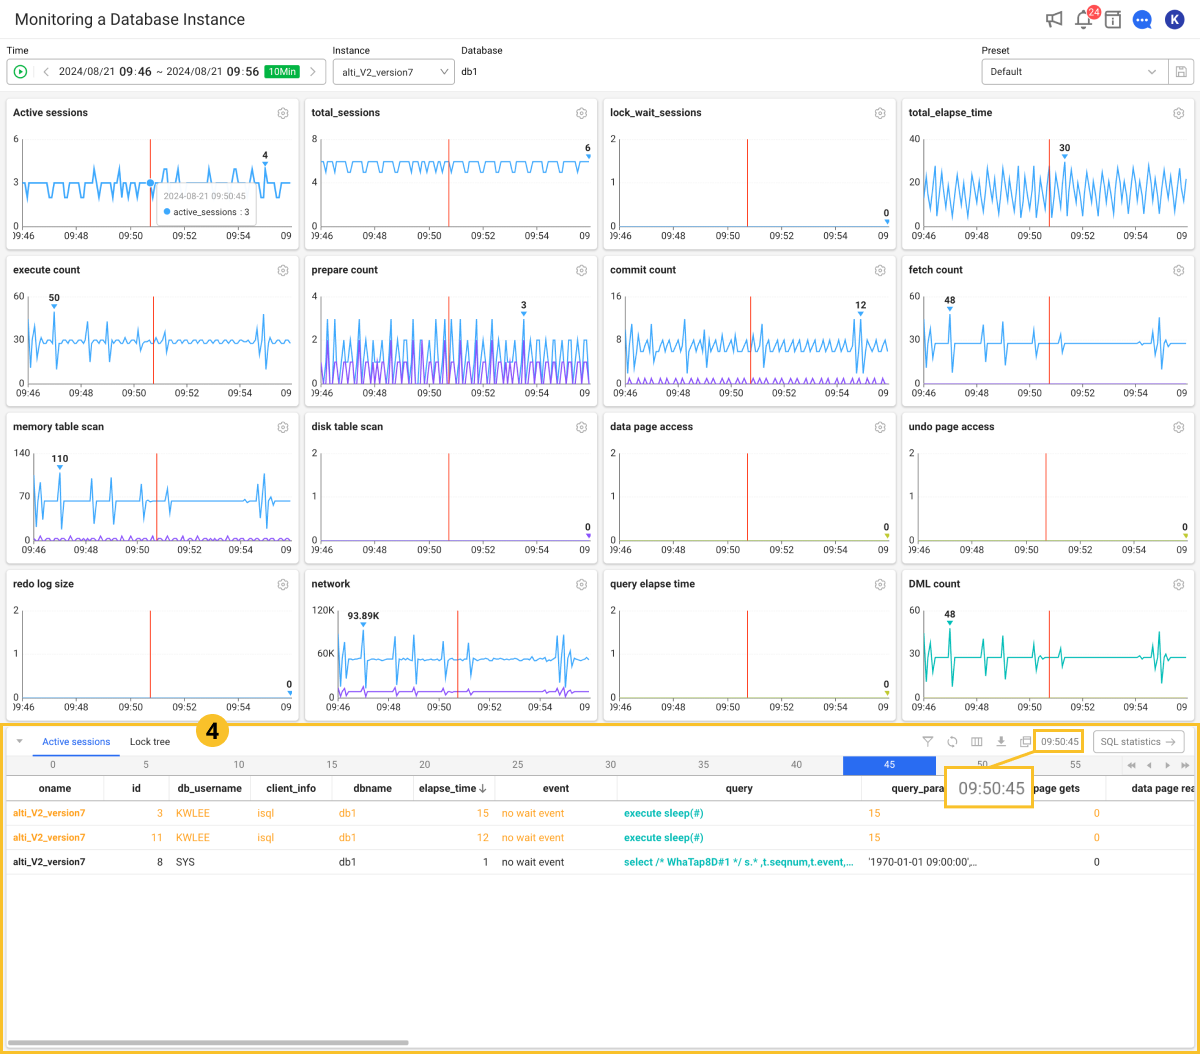 Monitoring a Database Instance
24
K
Time
Instance
Database
Preset
2024/08/21 09:46 ~ 2024/08/21 09:56 10Min
alti_V2_version7
db1
Default
Active sessions
6
3
0
4
2024-08-21 09:50:45
active_sessions : 3
09:46 09:48 09:50 09:52 09:54 09
total_sessions
8
4
0
6
09:46 09:48 09:50 09:52 09:54 09
lock_wait_sessions
2
1
0
0
09:46 09:48 09:50 09:52 09:54 09
total_elapse_time
40
20
0
30
09:46 09:48 09:50 09:52 09:54 09
execute count
60
30
0
50
09:46 09:48 09:50 09:52 09:54 09
prepare count
4
2
0
3
09:46 09:48 09:50 09:52 09:54 09
commit count
16
8
0
12
09:46 09:48 09:50 09:52 09:54 09
fetch count
60
30
0
48
09:46 09:48 09:50 09:52 09:54 09
memory table scan
140
70
0
110
09:46 09:48 09:50 09:52 09:54 09
disk table scan
2
1
0
0
09:46 09:48 09:50 09:52 09:54 09
data page access
2
1
0
0
09:46 09:48 09:50 09:52 09:54 09
undo page access
2
1
0
0
09:46 09:48 09:50 09:52 09:54 09
redo log size
2
1
0
0
09:46 09:48 09:50 09:52 09:54 09
network
120K
60K
0
93.89K
09:46 09:48 09:50 09:52 09:54 09
query elapse time
2
1
0
0
09:46 09:48 09:50 09:52 09:54 09
DML count
60
30
0
48
09:46 09:48 09:50 09:52 09:54 09
4
Active sessions Lock tree 09:50:45 SQL statistics
0 5 10 15 20 25 30 35 40 45 50 55
09:50:45
oname id db_username client_info dbname elapse_time event query query_para page gets data page rea
alti_V2_version7 3 KWLEE isql db1 15 no wait event execute sleep(#) 15 0
alti_V2_version7 11 KWLEE isql db1 12 no wait event execute sleep(#) 15 0
alti_V2_version7 8 SYS db1 1 no wait event select /* WhaTap8D#1 */ s.* ,t.seqnum,t.event,... '1970-01-01 09:00:00',... 0